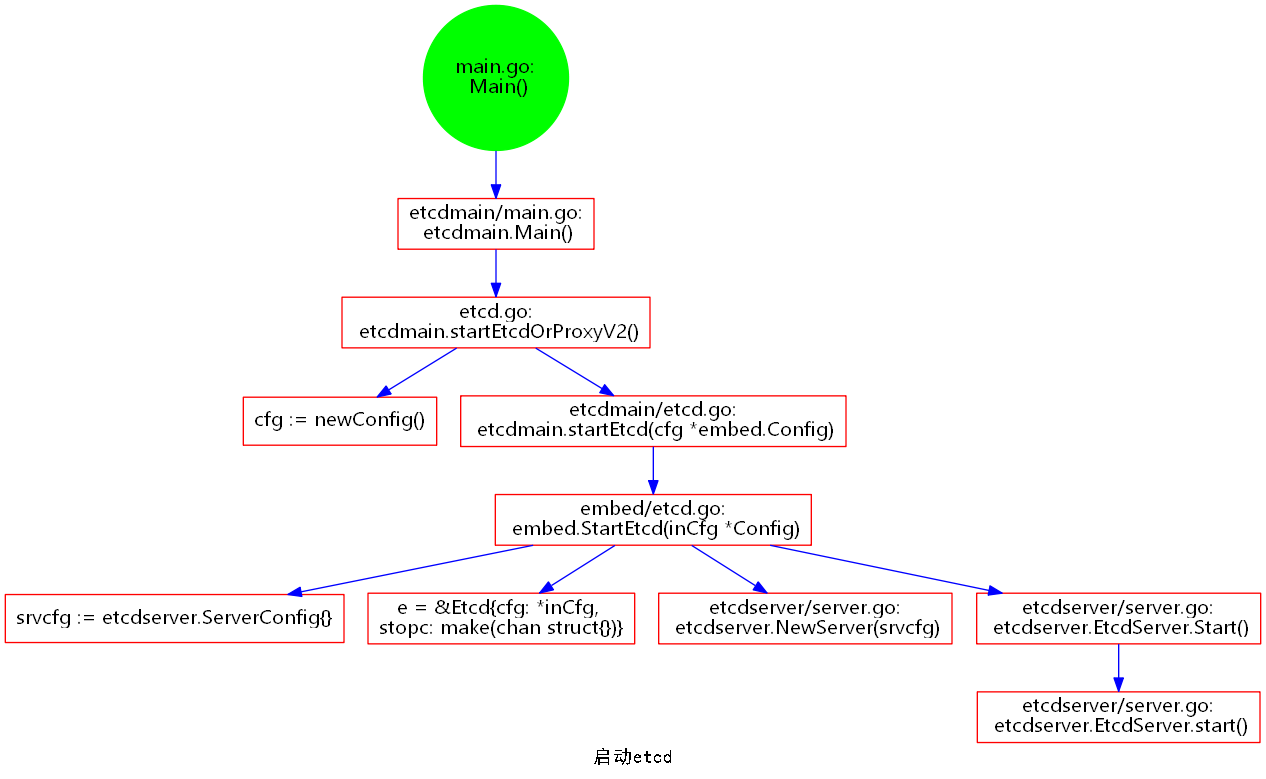 main.go:
Main()
etcdmain/main.go:
etcdmain.Main()
etcd.go:
etcdmain.startEtcdOrProxyV2()
cfg := newConfig()
etcdmain/etcd.go:
etcdmain.startEtcd(cfg *embed.Config)
embed/etcd.go:
embed.StartEtcd(inCfg *Config)
srvcfg := etcdserver.ServerConfig{}
e = &Etcd{cfg: *inCfg,
stopc: make(chan struct{})}
etcdserver/server.go:
etcdserver.NewServer(srvcfg)
etcdserver/server.go:
etcdserver.EtcdServer.Start()
etcdserver/server.go:
etcdserver.EtcdServer.start()
启动etcd